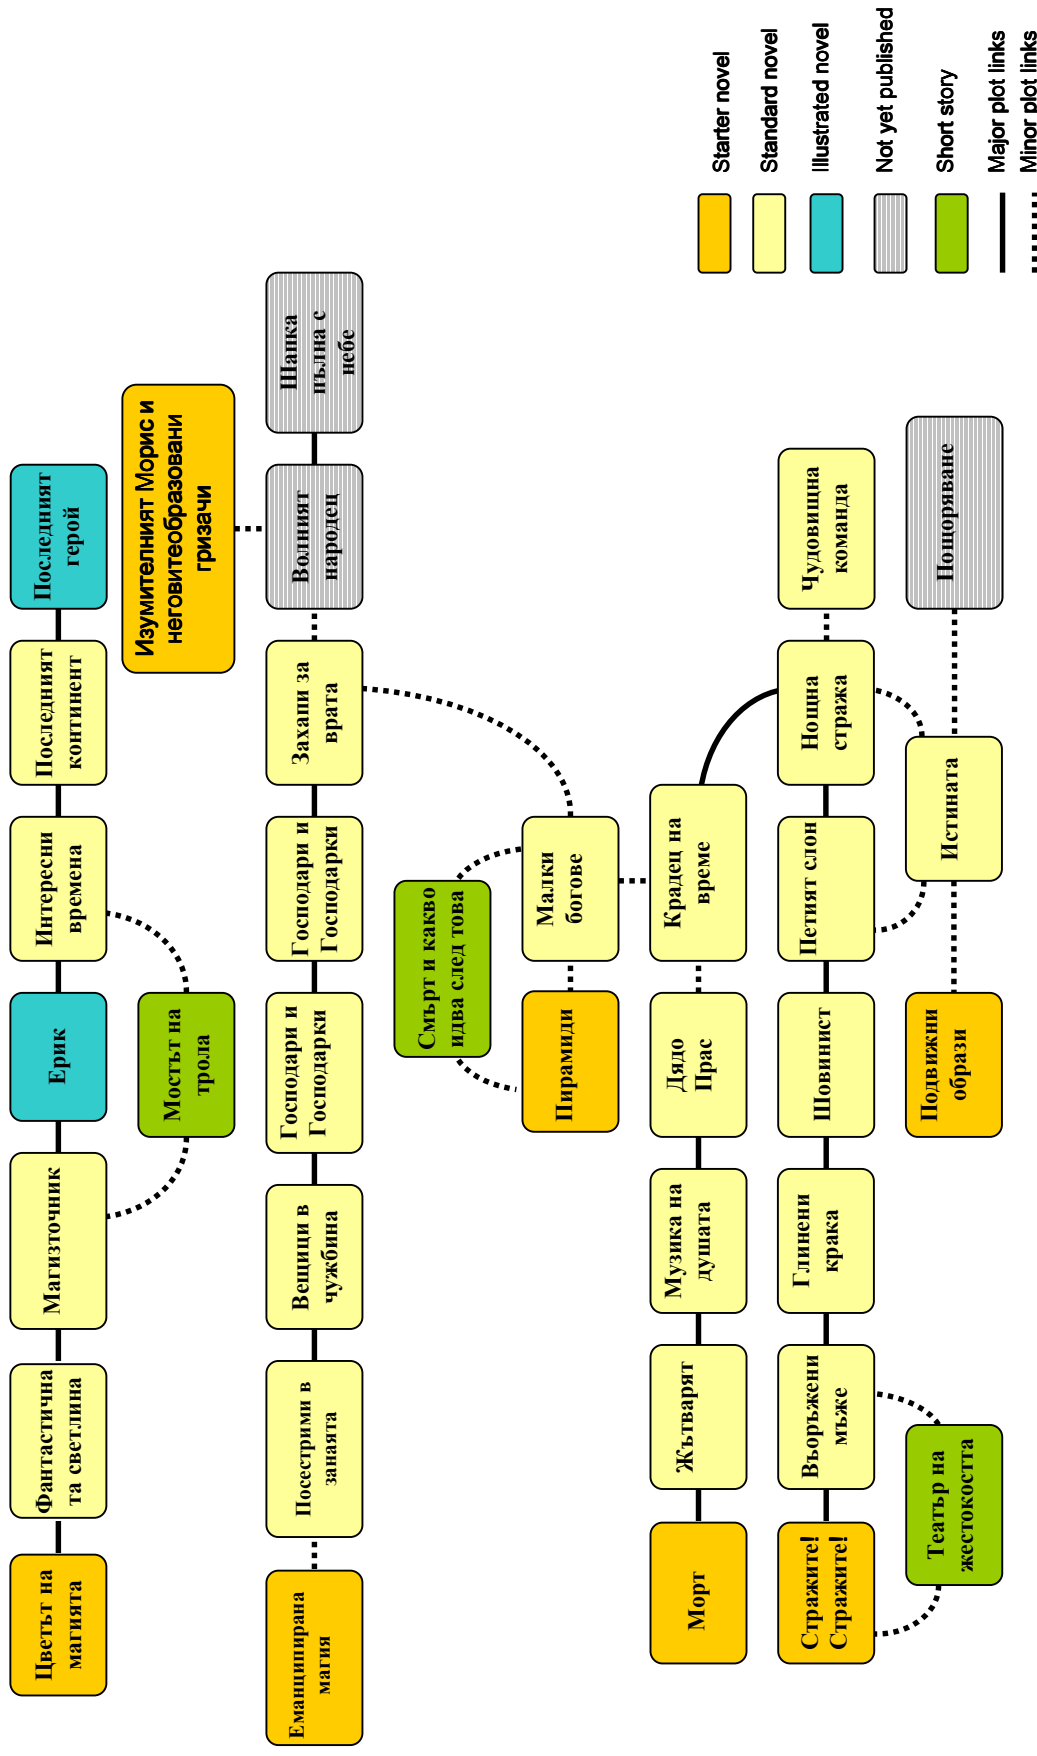 Цветът на
магията
Фантастична
та светлина
Магизточник
Ерик
Интересни
времена
Последният
континент
Последният
герой
Мостът на
трола
Изумителният Морис и
неговитеобразовани
гризачи
Еманципирана
магия
Посестрими в
занаята
Вещици в
чужбина
Господари и
Господарки
Господари и
Господарки
Захапи за
врата
Волният
народец
Шапка
пълна с
небе
Смърт и какво
идва след това
Пирамиди
Малки
богове
Морт
Жътварят
Музика на
душата
Дядо
Прас
Крадец на
време
Стражите!
Стражите!
Въоръжени
мъже
Глинени
крака
Шовинист
Петият слон
Нощна
стража
Чудовищна
команда
Театър на
жестокостта
Подвижни
образи
Истината
Пощоряване
Starter novel
Standard novel
Illustrated novel
Not yet published
Short story
Major plot links
Minor plot links